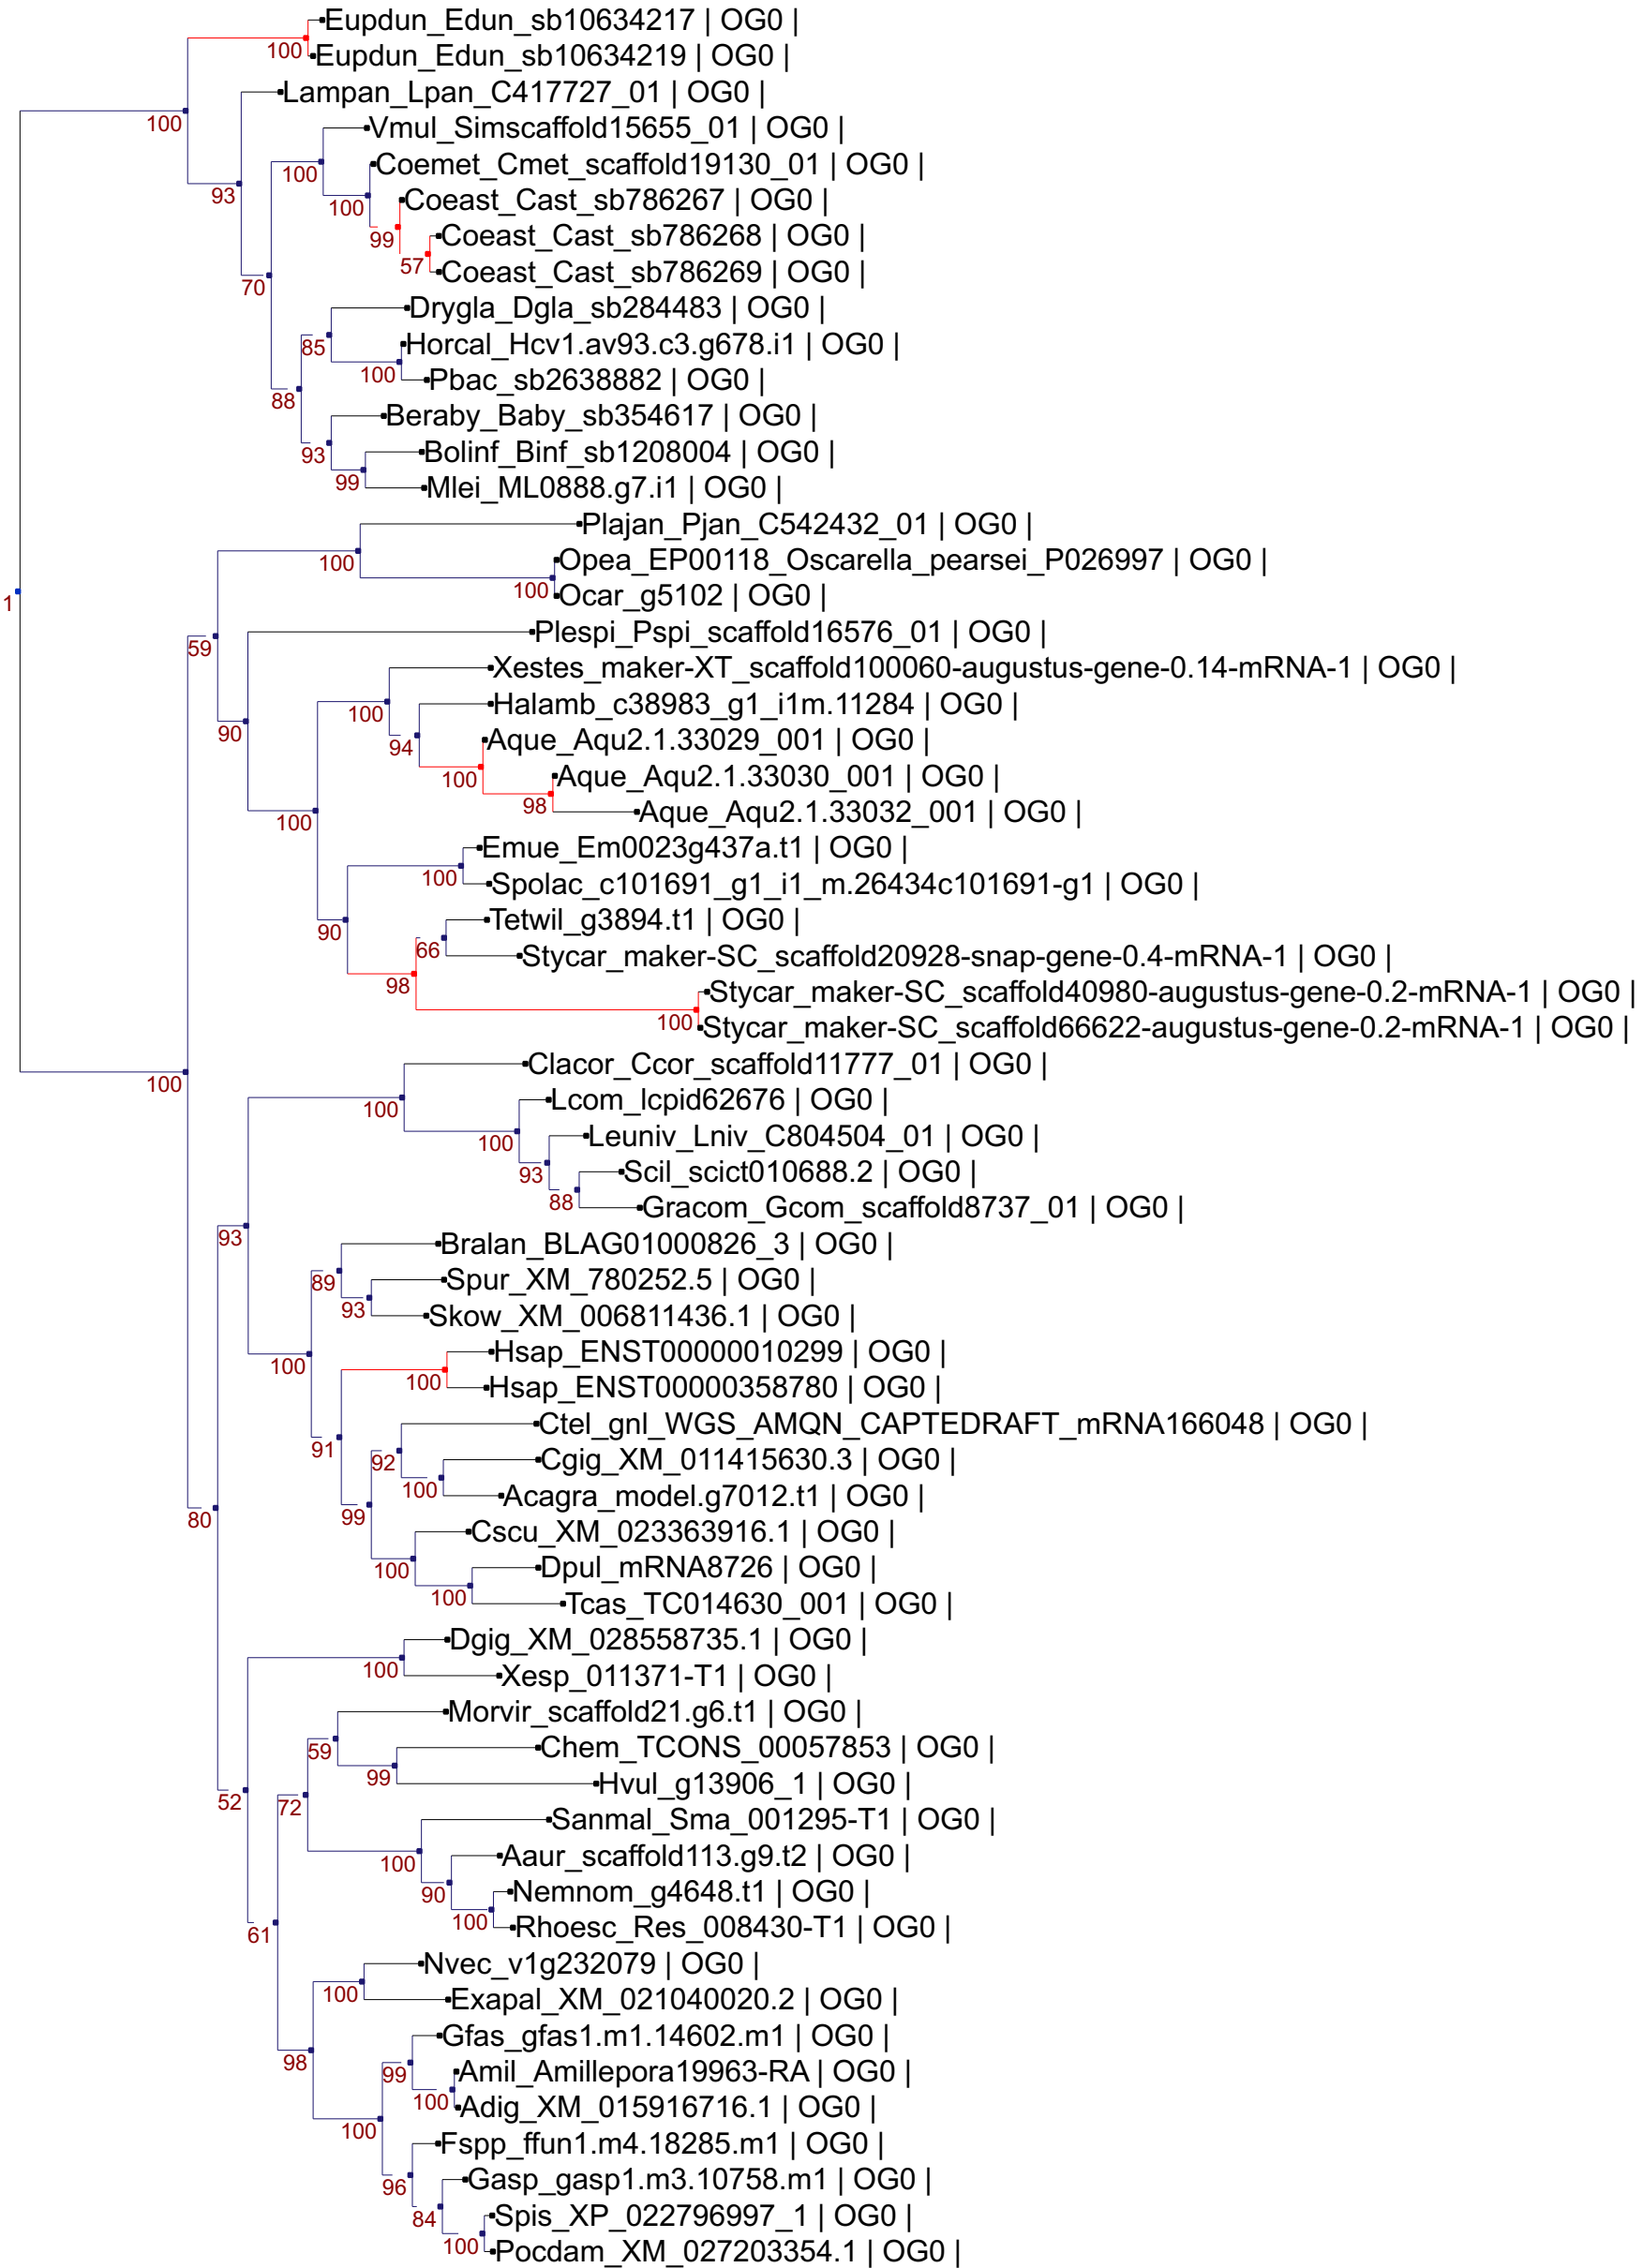 Eupdun_Edun_sb10634217 | OG0 |
100
Eupdun_Edun_sb10634219 | OG0 |
Lampan_Lpan_C417727_01 | OG0 |
100
Vmul_Simscaffold15655_01 | OG0 |
100
Coemet_Cmet_scaffold19130_01 | OG0 |
93
100
Coeast_Cast_sb786267 | OG0 |
99
Coeast_Cast_sb786268 | OG0 |
57
Coeast_Cast_sb786269 | OG0 |
70
Drygla_Dgla_sb284483 | OG0 |
85
Horcal_Hcv1.av93.c3.g678.i1 | OG0 |
100
Pbac_sb2638882 | OG0 |
88
Beraby_Baby_sb354617 | OG0 |
93
Bolinf_Binf_sb1208004 | OG0 |
99
Mlei_ML0888.g7.i1 | OG0 |
Plajan_Pjan_C542432_01 | OG0 |
100
Opea_EP00118_Oscarella_pearsei_P026997 | OG0 |
100
Ocar_g5102 | OG0 |
1
Plespi_Pspi_scaffold16576_01 | OG0 |
59
Xestes_maker-XT_scaffold100060-augustus-gene-0.14-mRNA-1 | OG0 |
100
Halamb_c38983_g1_i1m.11284 | OG0 |
90
94
Aque_Aqu2.1.33029_001 | OG0 |
100
Aque_Aqu2.1.33030_001 | OG0 |
98
Aque_Aqu2.1.33032_001 | OG0 |
100
Emue_Em0023g437a.t1 | OG0 |
100
Spolac_c101691_g1_i1_m.26434c101691-g1 | OG0 |
90
Tetwil_g3894.t1 | OG0 |
66
Stycar_maker-SC_scaffold20928-snap-gene-0.4-mRNA-1 | OG0 |
98
Stycar_maker-SC_scaffold40980-augustus-gene-0.2-mRNA-1 | OG0 |
100
Stycar_maker-SC_scaffold66622-augustus-gene-0.2-mRNA-1 | OG0 |
Clacor_Ccor_scaffold11777_01 | OG0 |
100
100
Lcom_lcpid62676 | OG0 |
100
Leuniv_Lniv_C804504_01 | OG0 |
93
Scil_scict010688.2 | OG0 |
88
Gracom_Gcom_scaffold8737_01 | OG0 |
93
Bralan_BLAG01000826_3 | OG0 |
89
Spur_XM_780252.5 | OG0 |
93
Skow_XM_006811436.1 | OG0 |
100
Hsap_ENST00000010299 | OG0 |
100
Hsap_ENST00000358780 | OG0 |
Ctel_gnl_WGS_AMQN_CAPTEDRAFT_mRNA166048 | OG0 |
91
92
Cgig_XM_011415630.3 | OG0 |
100
Acagra_model.g7012.t1 | OG0 |
80
99
Cscu_XM_023363916.1 | OG0 |
100
Dpul_mRNA8726 | OG0 |
100
Tcas_TC014630_001 | OG0 |
Dgig_XM_028558735.1 | OG0 |
100
Xesp_011371-T1 | OG0 |
Morvir_scaffold21.g6.t1 | OG0 |
59
Chem_TCONS_00057853 | OG0 |
99
Hvul_g13906_1 | OG0 |
52
72
Sanmal_Sma_001295-T1 | OG0 |
100
Aaur_scaffold113.g9.t2 | OG0 |
90
Nemnom_g4648.t1 | OG0 |
100
Rhoesc_Res_008430-T1 | OG0 |
61
Nvec_v1g232079 | OG0 |
100
Exapal_XM_021040020.2 | OG0 |
Gfas_gfas1.m1.14602.m1 | OG0 |
98
99
Amil_Amillepora19963-RA | OG0 |
100
Adig_XM_015916716.1 | OG0 |
100
Fspp_ffun1.m4.18285.m1 | OG0 |
96
Gasp_gasp1.m3.10758.m1 | OG0 |
84
Spis_XP_022796997_1 | OG0 |
100
Pocdam_XM_027203354.1 | OG0 |